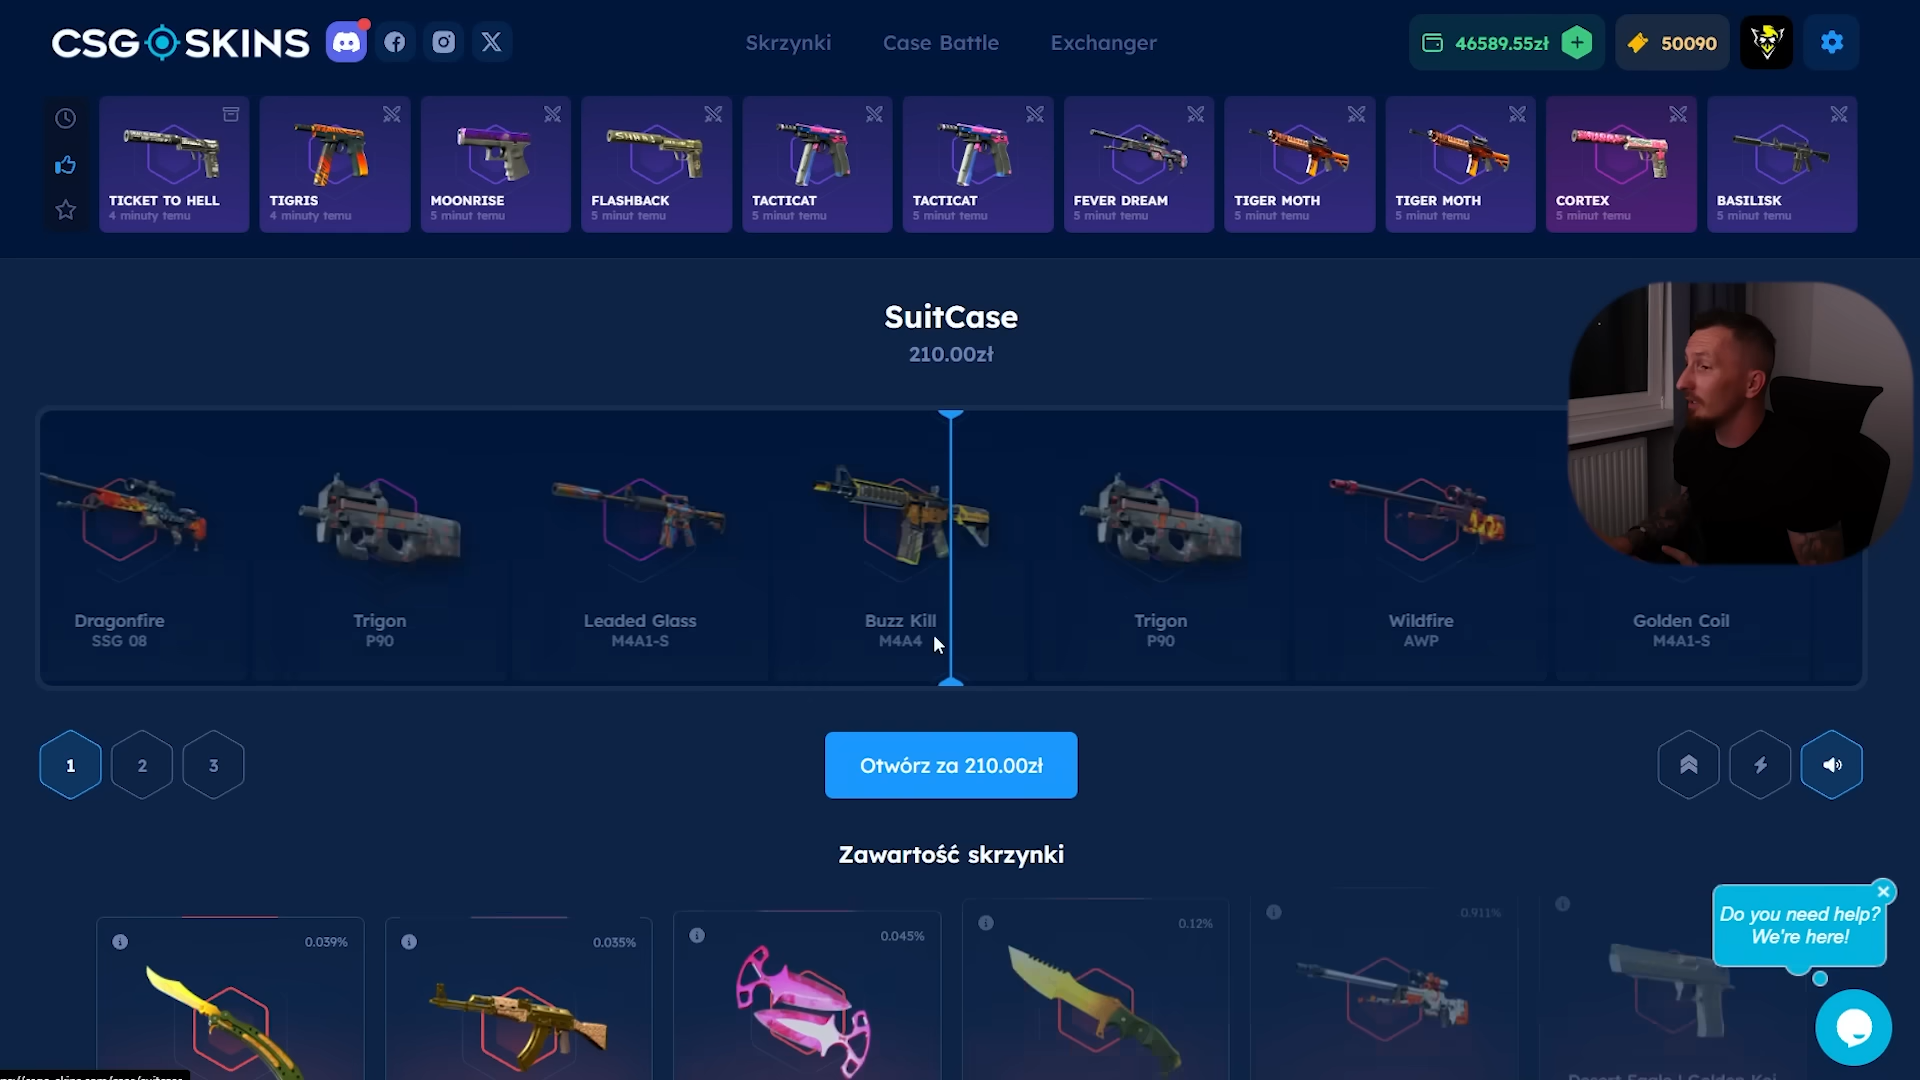 CSG SKINS
Skrzynki
Case Battle
Exchanger
46589.55zł
50090
TICKET TO HELL
4 minuty temu
TIGRIS
4 minuty temu
MOONRISE
5 minut temu
FLASHBACK
5 minut temu
TACTICAT
5 minut temu
TACTICAT
5 minut temu
FEVER DREAM
5 minut temu
TIGER MOTH
5 minut temu
TIGER MOTH
5 minut temu
CORTEX
5 minut temu
BASILISK
5 minut temu
SuitCase
210.00zł
Dragonfire
SSG 08
Trigon
P90
Leaded Glass
M4A1-S
Buzz Kill
M4A4
Trigon
P90
Wildfire
AWP
Golden Coil
M4A1-S
1
2
3
Otwórz za 210.00zł
Zawartość skrzynki
0.039%
0.035%
0.045%
0.12%
0.911%
Do you need help?
We're here!